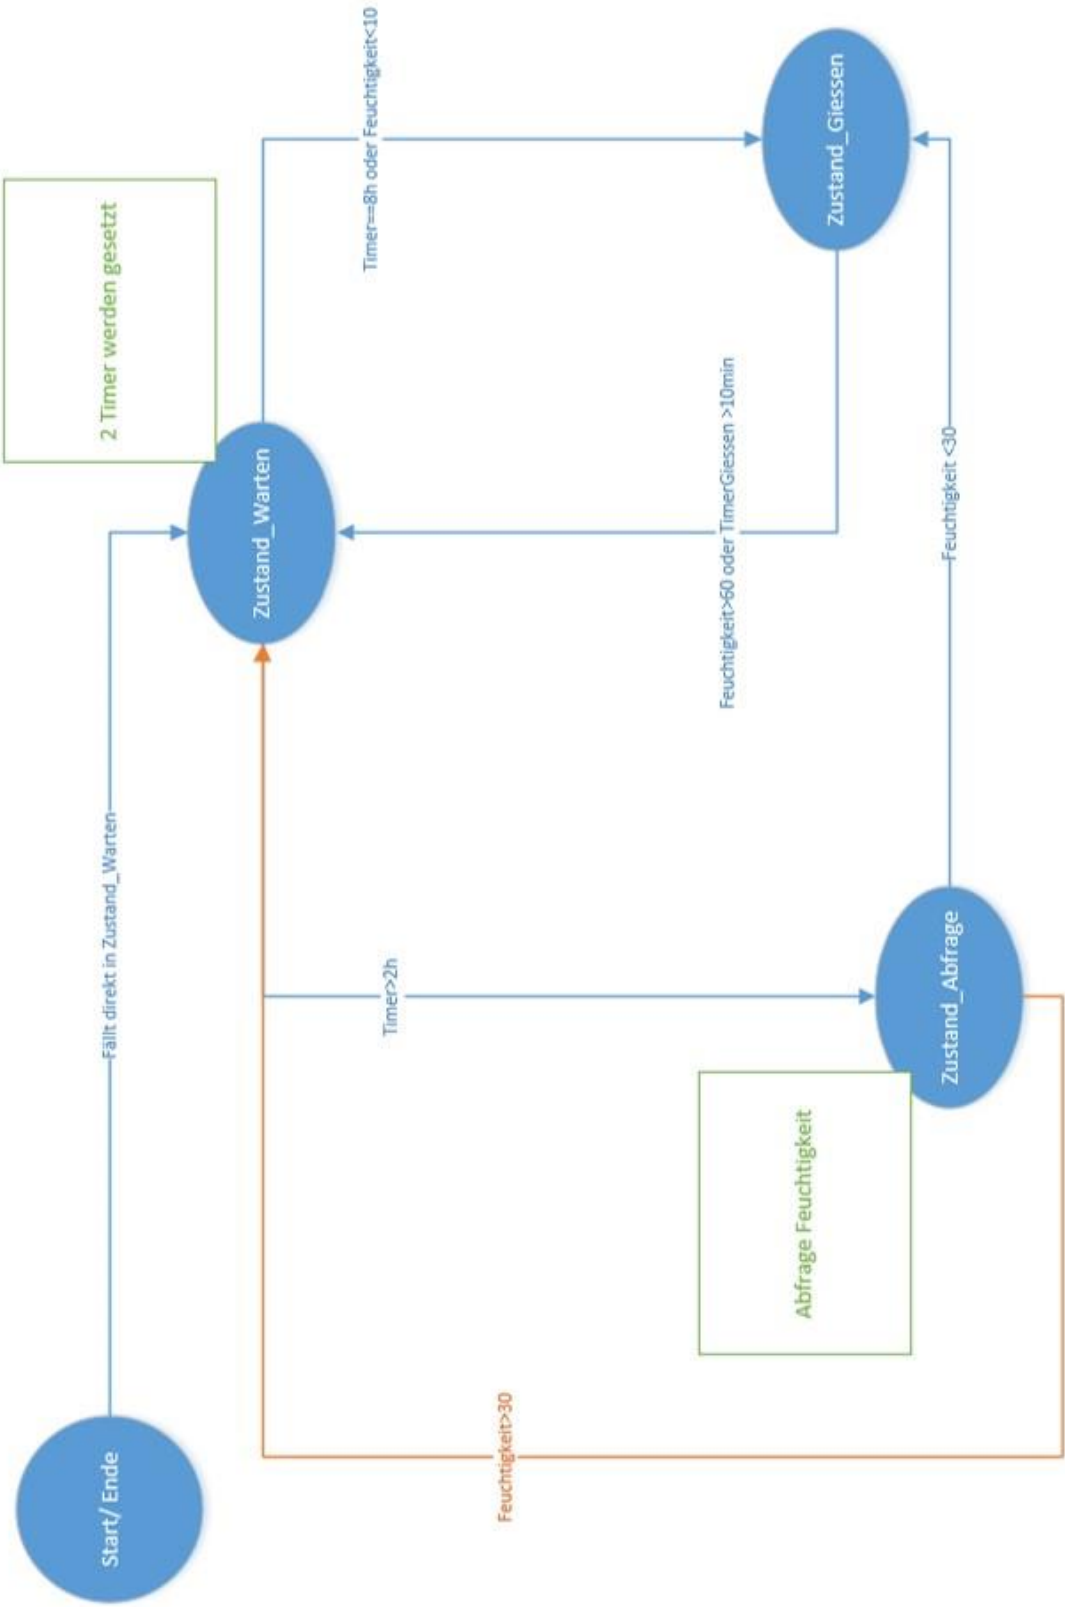 Start/ Ende
Fällt direkt in Zustand_Warten
2 Timer werden gesetzt
Zustand_Warten
Timer==8h oder Feuchtigkeit<10
Timer>2h
Feuchtigkeit>30
Feuchtigkeit>60 oder TimerGiessen >10min
Abfrage Feuchtigkeit
Zustand_Giessen
Zustand_Abfrage
Feuchtigkeit <30